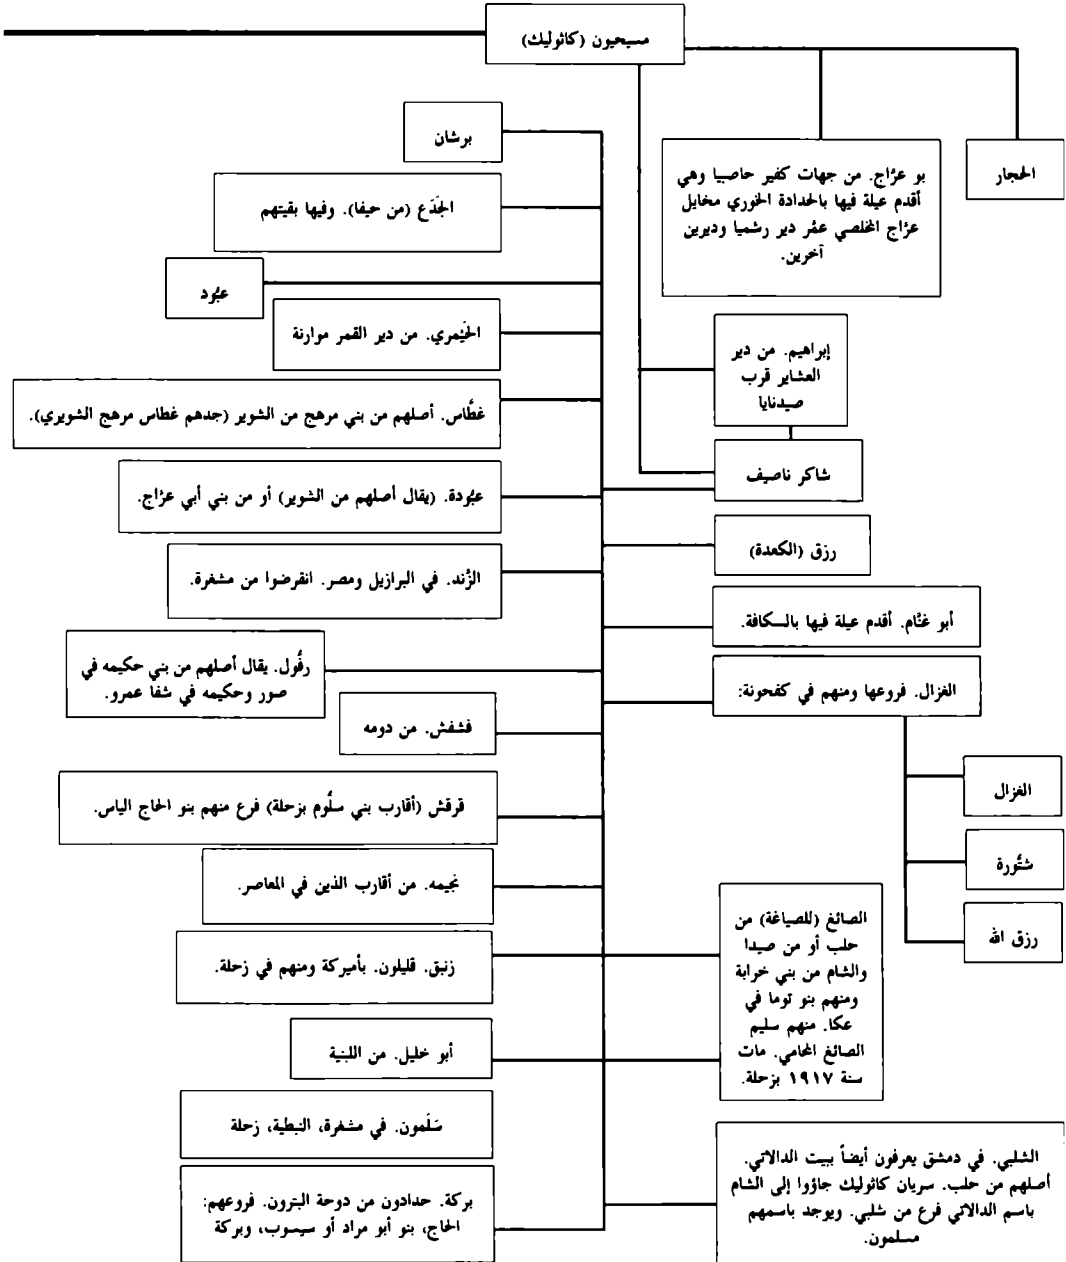 مسيحيون (كاثوليك)
الحجار
بو عرّاج. من جهات كفير حاصبيا وهي
أقدم عيلة فيها بالحدادة الخوري مخايل
عرّاج المخلصي عمّر دير رشميا وديرين
آخرين.
إبراهيم. من دير
العشاير قرب
صيدنايا
شاكر ناصيف
رزق (الكعدة)
أبو غنَّام. أقدم عيلة فيها بالسكافة.
الغزال. فروعها ومنهم في كفحونة:
الغزال
شتُّورة
رزق الله
الصائغ (للصياغة) من
حلب أو من صيدا
والشام من بني خرابة
ومنهم بنو توما في
عكا. منهم سليم
الصائغ المحامي. مات
سنة ١٩١٧ بزحلة.
الشلبي. في دمشق يعرفون أيضاً ببيت الدالاتي.
أصلهم من حلب. سريان كاثوليك جاؤوا إلى الشام
باسم الدالاتي فرع من شلبي. ويوجد باسمهم
مسلمون.
برشان
الجَدَع (من حيفا). وفيها بقيتهم
عبُود
الخَيْمري. من دير القمر موارنة
غطَّاس. أصلهم من بني مرهج من الشوير (جدهم غطاس مرهج الشويري).
عبُودة. (يقال أصلهم من الشوير) أو من بني أبي عرّاج.
الزُند. في البرازيل ومصر. انقرضوا من مشغرة.
رفُّول. يقال أصلهم من بني حكيمه في
صور وحكيمه في شفا عمرو.
فشفش. من دومه
قرقش (أقارب بني سلُّوم بزحلة) فرع منهم بنو الحاج الياس.
نجيمه. من أقارب الذين في المعاصر.
زنبق. قليلون. بأميركة ومنهم في زحلة.
أبو خليل. من اللبنية
سَلَمون. في مشغرة، النبطية، زحلة
بركة. حدادون من دوحة البترون. فروعهم:
الحاج، بنو أبو مراد أو سيسوب، وبركة